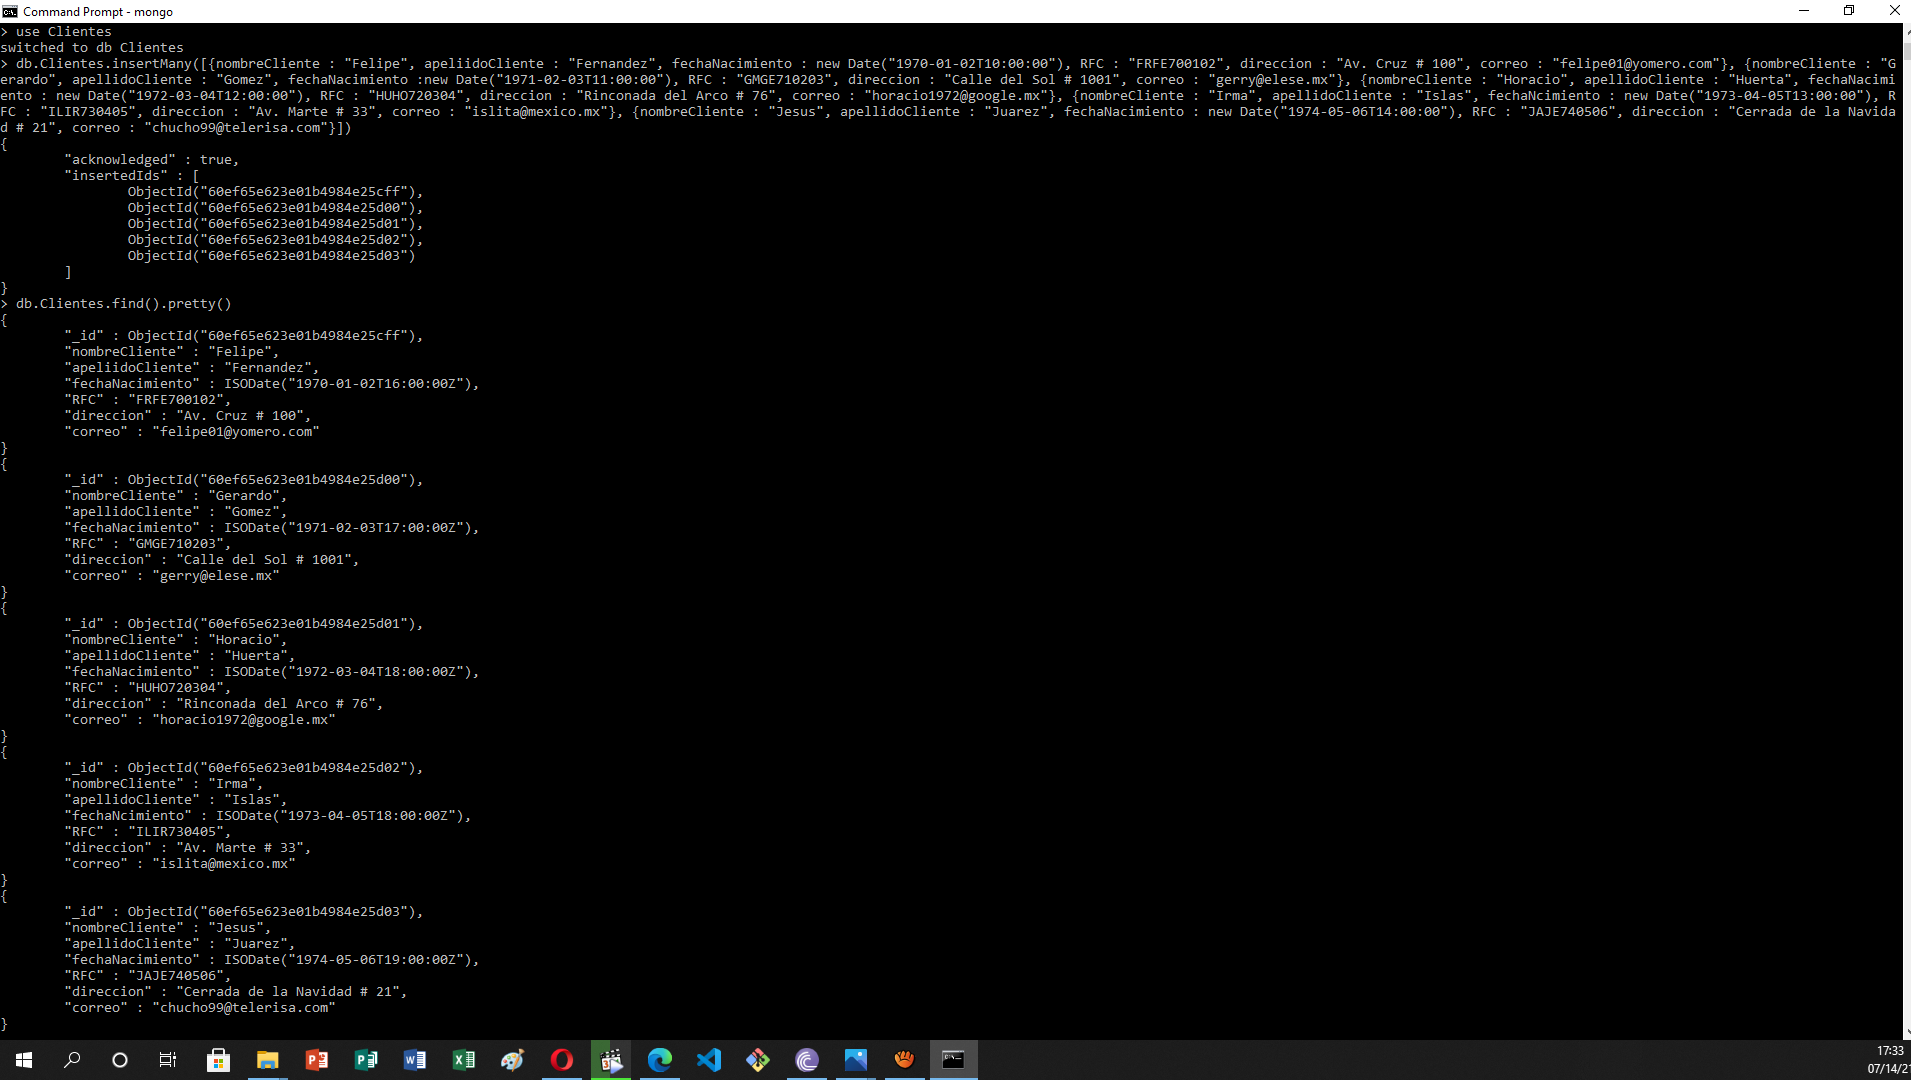 Command Prompt - mongo
> use Clientes
switched to db Clientes
> db.Clientes.insertMany([{nombreCliente : "Felipe", apeliidoCliente : "Fernandez", fechaNacimiento : new Date("1970-01-02T10:00:00"), RFC : "FRFE700102", direccion : "Av. Cruz # 100", correo : "felipe01@yomero.com"}, {nombreCliente : "G
erardo", apellidoCliente : "Gomez", fechaNacimiento :new Date("1971-02-03T11:00:00"), RFC : "GMGE710203", direccion : "Calle del Sol # 1001", correo : "gerry@elese.mx"}, {nombreCliente : "Horacio", apellidoCliente : "Huerta", fechaNacimi
ento : new Date("1972-03-04T12:00:00"), RFC : "HUHO720304", direccion : "Rinconada del Arco # 76", correo : "horacio1972@google.mx"}, {nombreCliente : "Irma", apellidoCliente : "Islas", fechaNcimiento : new Date("1973-04-05T13:00:00"), R
FC : "ILIR730405", direccion : "Av. Marte # 33", correo : "islita@mexico.mx"}, {nombreCliente : "Jesus", apellidoCliente : "Juarez", fechaNacimiento : new Date("1974-05-06T14:00:00"), RFC : "JAJE740506", direccion : "Cerrada de la Navida
d # 21", correo : "chucho99@telerisa.com"}])
{
"acknowledged" : true,
"insertedIds" : [
ObjectId("60ef65e623e01b4984e25cff"),
ObjectId("60ef65e623e01b4984e25d00"),
ObjectId("60ef65e623e01b4984e25d01"),
ObjectId("60ef65e623e01b4984e25d02"),
ObjectId("60ef65e623e01b4984e25d03")
]
}
> db.Clientes.find().pretty()
{
"_id" : ObjectId("60ef65e623e01b4984e25cff"),
"nombreCliente" : "Felipe",
"apeliidoCliente" : "Fernandez",
"fechaNacimiento" : ISODate("1970-01-02T16:00:00Z"),
"RFC" : "FRFE700102",
"direccion" : "Av. Cruz # 100",
"correo" : "felipe01@yomero.com"
}
{
"_id" : ObjectId("60ef65e623e01b4984e25d00"),
"nombreCliente" : "Gerardo",
"apellidoCliente" : "Gomez",
"fechaNacimiento" : ISODate("1971-02-03T17:00:00Z"),
"RFC" : "GMGE710203",
"direccion" : "Calle del Sol # 1001",
"correo" : "gerry@elese.mx"
}
{
"_id" : ObjectId("60ef65e623e01b4984e25d01"),
"nombreCliente" : "Horacio",
"apellidoCliente" : "Huerta",
"fechaNacimiento" : ISODate("1972-03-04T18:00:00Z"),
"RFC" : "HUHO720304",
"direccion" : "Rinconada del Arco # 76",
"correo" : "horacio1972@google.mx"
}
{
"_id" : ObjectId("60ef65e623e01b4984e25d02"),
"nombreCliente" : "Irma",
"apellidoCliente" : "Islas",
"fechaNcimiento" : ISODate("1973-04-05T18:00:00Z"),
"RFC" : "ILIR730405",
"direccion" : "Av. Marte # 33",
"correo" : "islita@mexico.mx"
}
{
"_id" : ObjectId("60ef65e623e01b4984e25d03"),
"nombreCliente" : "Jesus",
"apellidoCliente" : "Juarez",
"fechaNacimiento" : ISODate("1974-05-06T19:00:00Z"),
"RFC" : "JAJE740506",
"direccion" : "Cerrada de la Navidad # 21",
"correo" : "chucho99@telerisa.com"
}
17:33
07/14/21